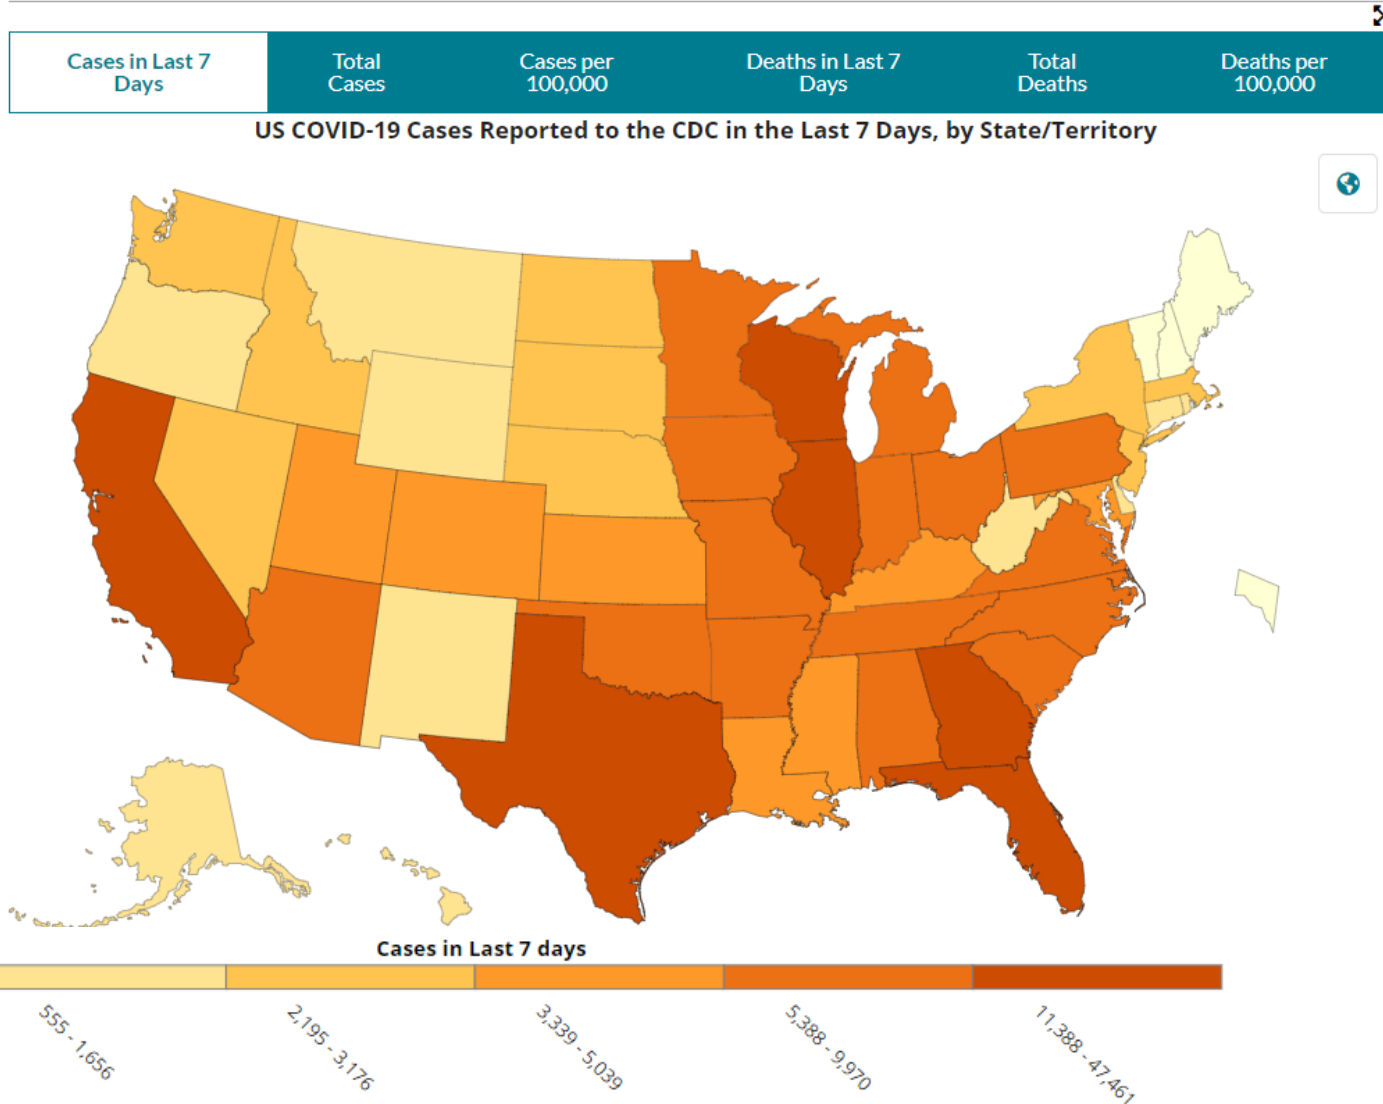 Cases in Last 7
Days
Total
Cases
Cases per
100,000
Deaths in Last 7
Days
Total
Deaths
Deaths per
100,000
US COVID-19 Cases Reported to the CDC in the Last 7 Days, by State/Territory
Cases in Last 7 days
555 - 1,656
2,195 - 3,176
3,339 - 5,039
5,388 - 9,970
11,388 - 47,461